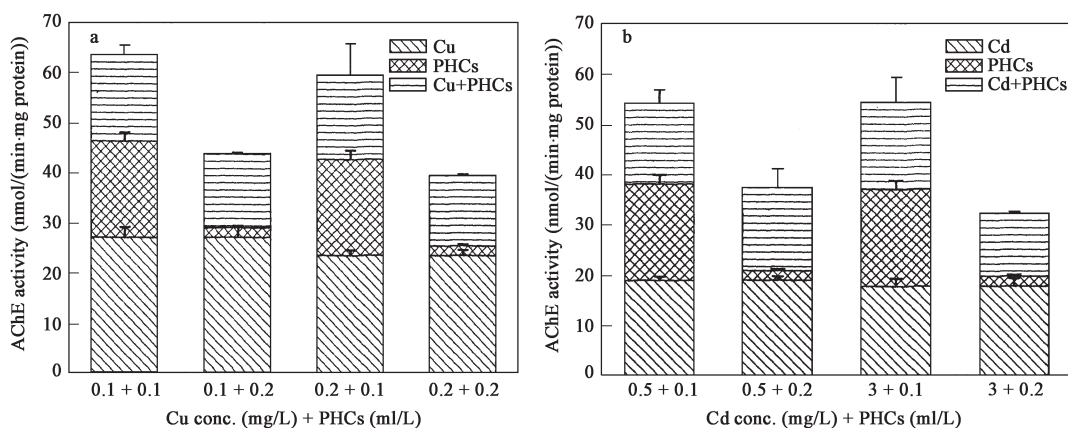 a
Cu
PHCs
Cu+PHCs
AChE activity (nmol/(min·mg protein))
70
60
50
40
30
20
10
0
0.1 + 0.1 0.1 + 0.2 0.2 + 0.1 0.2 + 0.2
Cu conc. (mg/L) + PHCs (ml/L)
b
Cd
PHCs
Cd+PHCs
AChE activity (nmol/(min·mg protein))
70
60
50
40
30
20
10
0
0.5 + 0.1 0.5 + 0.2 3 + 0.1 3 + 0.2
Cd conc. (mg/L) + PHCs (ml/L)